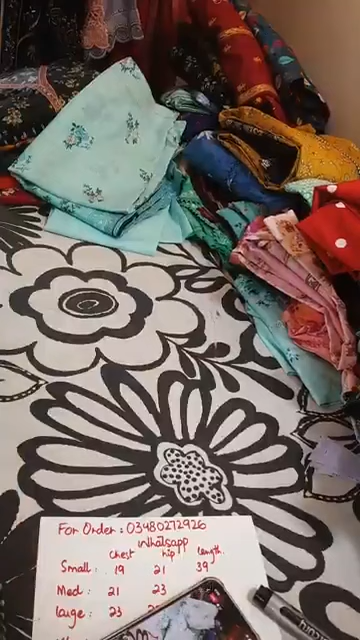 For Order : 03480272926
Whatsapp
chest hip length.
Small : 19 21 39
Med : 21 23
large : 23